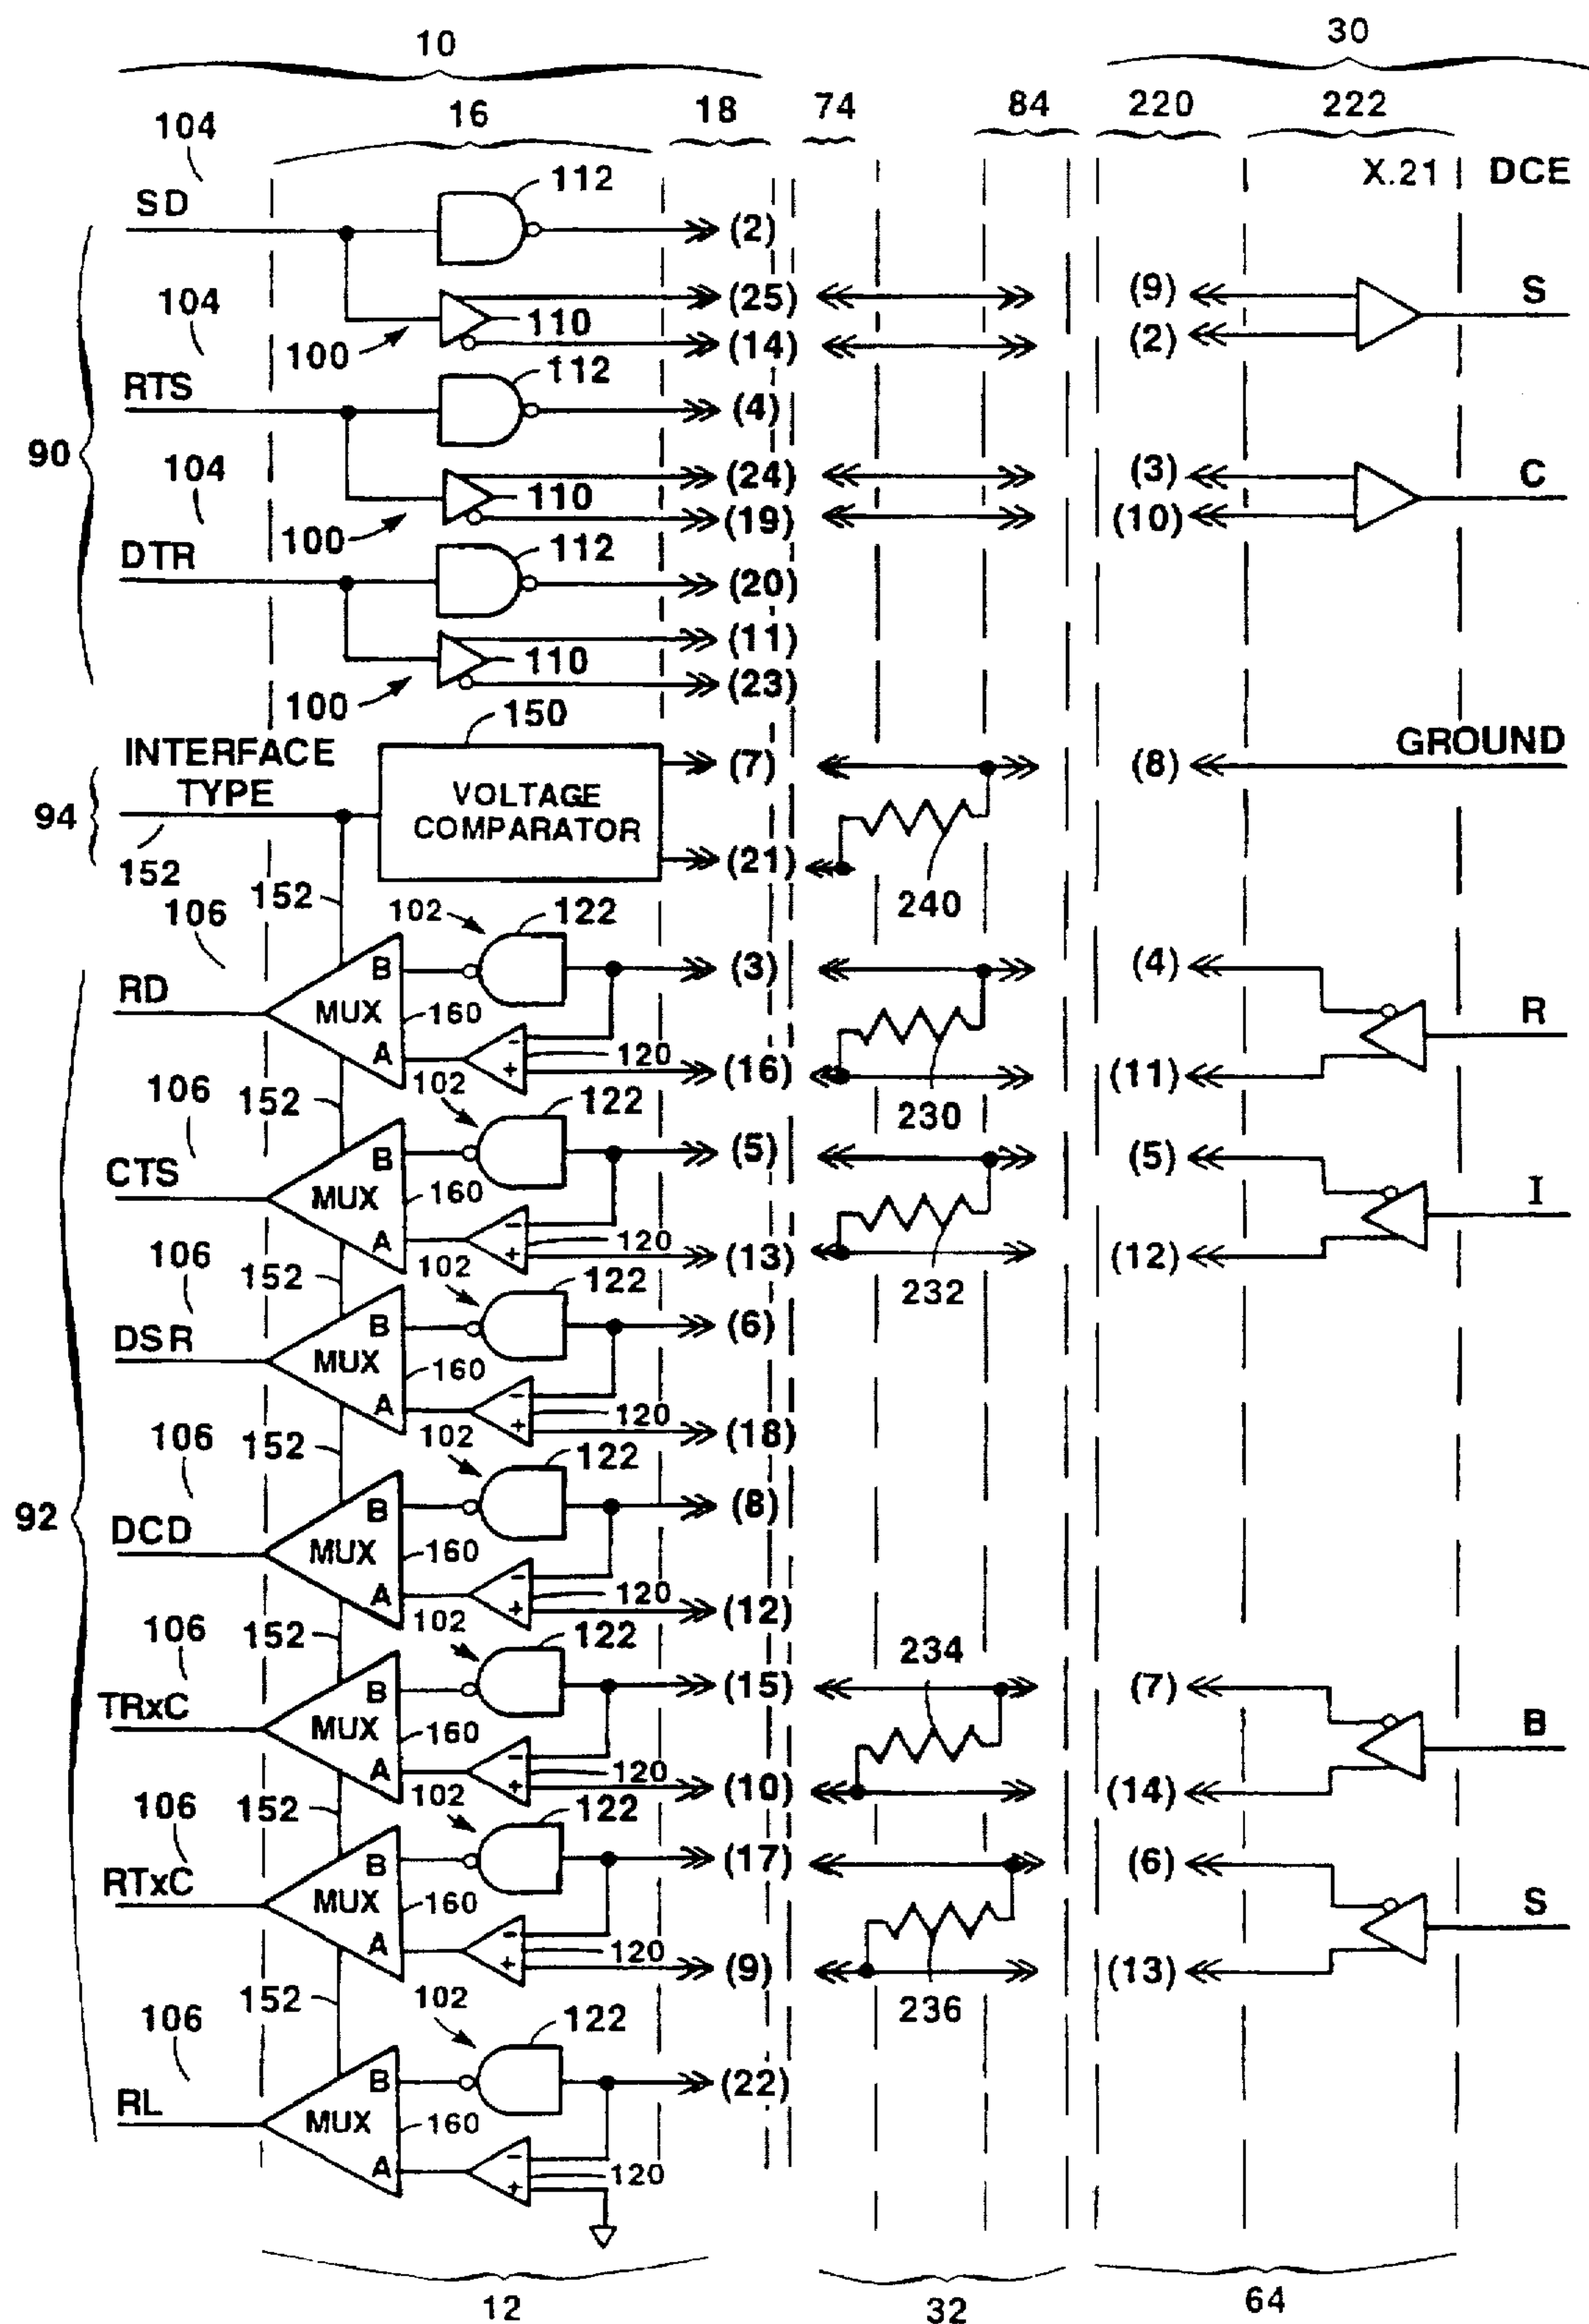 10 30
16 18 74 84 220 222
104 X.21 DCE
SD 112 (2)
104 (25) (9) S
100 110 (14) (2)
104 112
RTS (4)
90 104 (24) (3) C
100 110 (19) (10)
DTR 112 (20)
(11)
110
100 (23)
150
INTERFACE (7) (8) GROUND
94 TYPE VOLTAGE
COMPARATOR
152 (21)
152 102 122 240
106 B (3) (4)
RD MUX 160 R
A - + 120 (16) (11)
106 152 102 122 230
B (5) (5)
CTS MUX 160 I
A - + 120 (13) (12)
106 152 102 122 232
B (6)
DSR MUX 160
A - + 120 (18)
106 152 102 122
92 B (8)
DCD MUX 160
A - + 120 (12)
106 152 102 122 234
B (15) (7)
TRxC MUX 160 B
A - + 120 (10) (14)
106 152 102 122
B (17) (6)
RTxC MUX 160 S
A - + 120 (9) (13)
152 102 122 236
106 B (22)
RL MUX 160
A - + 120
12 32 64